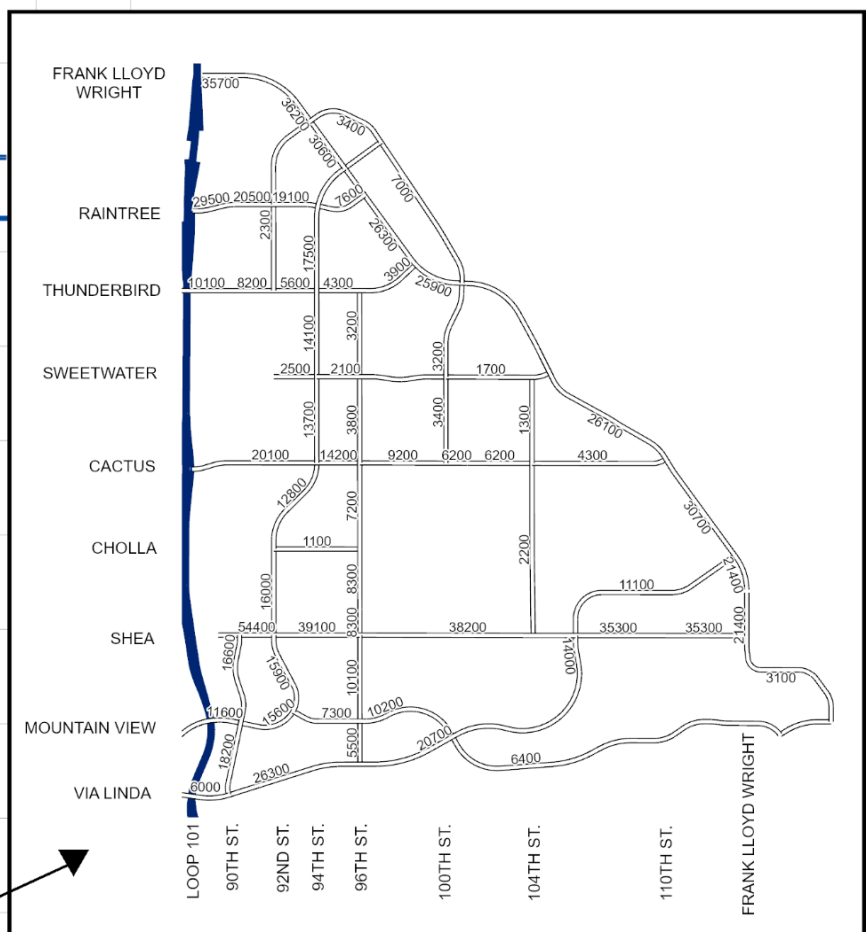 FRANK LLOYD
WRIGHT
35700
36200
3400
30600
7000
RAINTREE
29500 20500 19100
7600
2300
26300
17500
THUNDERBIRD
10100 8200 5600 4300
3900
25900
14100
3200
SWEETWATER
2500 2100
3200
1700
13700
3800
3400
1300
26100
CACTUS
20100 14200 9200 6200 6200 4300
12800
7200
30700
CHOLLA
1100
2200
16000
8300
11100
21400
SHEA
54400 39100
8300
38200
35300 35300
21400
16600
15900
14000
10100
3100
MOUNTAIN VIEW
11600
15600
7300
10200
18200
5500
20700
6400
VIA LINDA
6000
26300
LOOP 101
90TH ST.
92ND ST.
94TH ST.
96TH ST.
100TH ST.
104TH ST.
110TH ST.
FRANK LLOYD WRIGHT